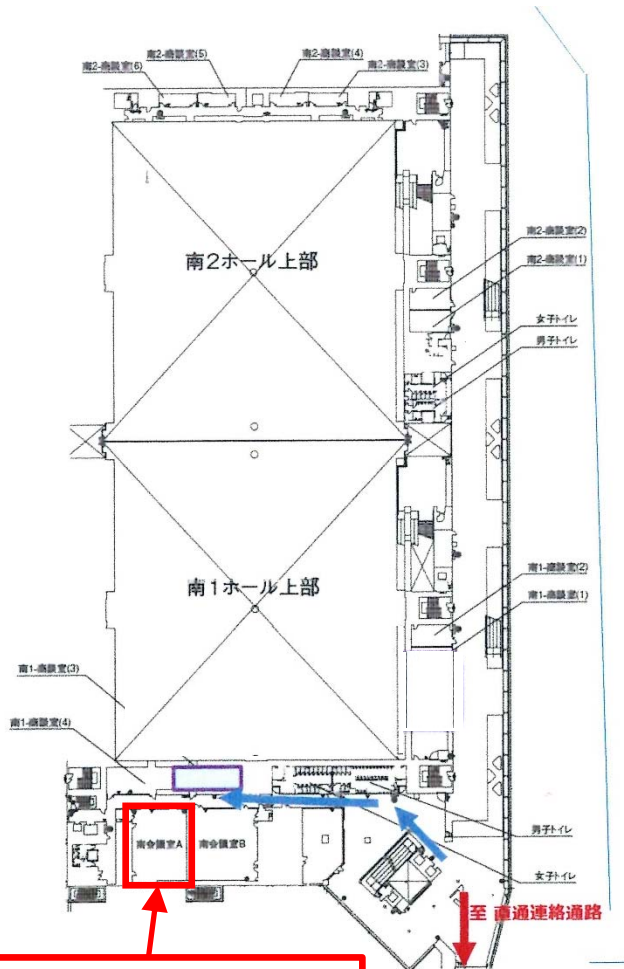 南2-商談室(5)
南2-商談室(4)
南2-商談室(6)
南2-商談室(3)
南2-商談室(2)
南2ホール上部
南2-商談室(1)
女子トイレ
男子トイレ
南1-商談室(2)
南1ホール上部
南1-商談室(1)
南1-商談室(3)
南1-商談室(4)
男子トイレ
南会議室A
南会議室B
女子トイレ
至 直通連絡通路